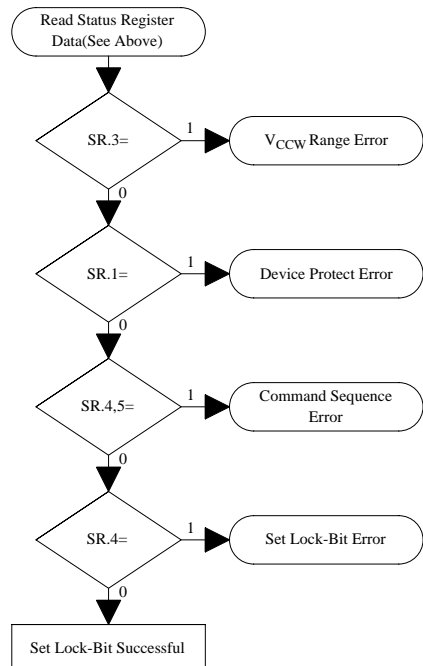 Read Status Register
Data(See Above)
SR.3=
1
V_CCW Range Error
0
SR.1=
1
Device Protect Error
0
SR.4,5=
1
Command Sequence
Error
0
SR.4=
1
Set Lock-Bit Error
0
Set Lock-Bit Successful